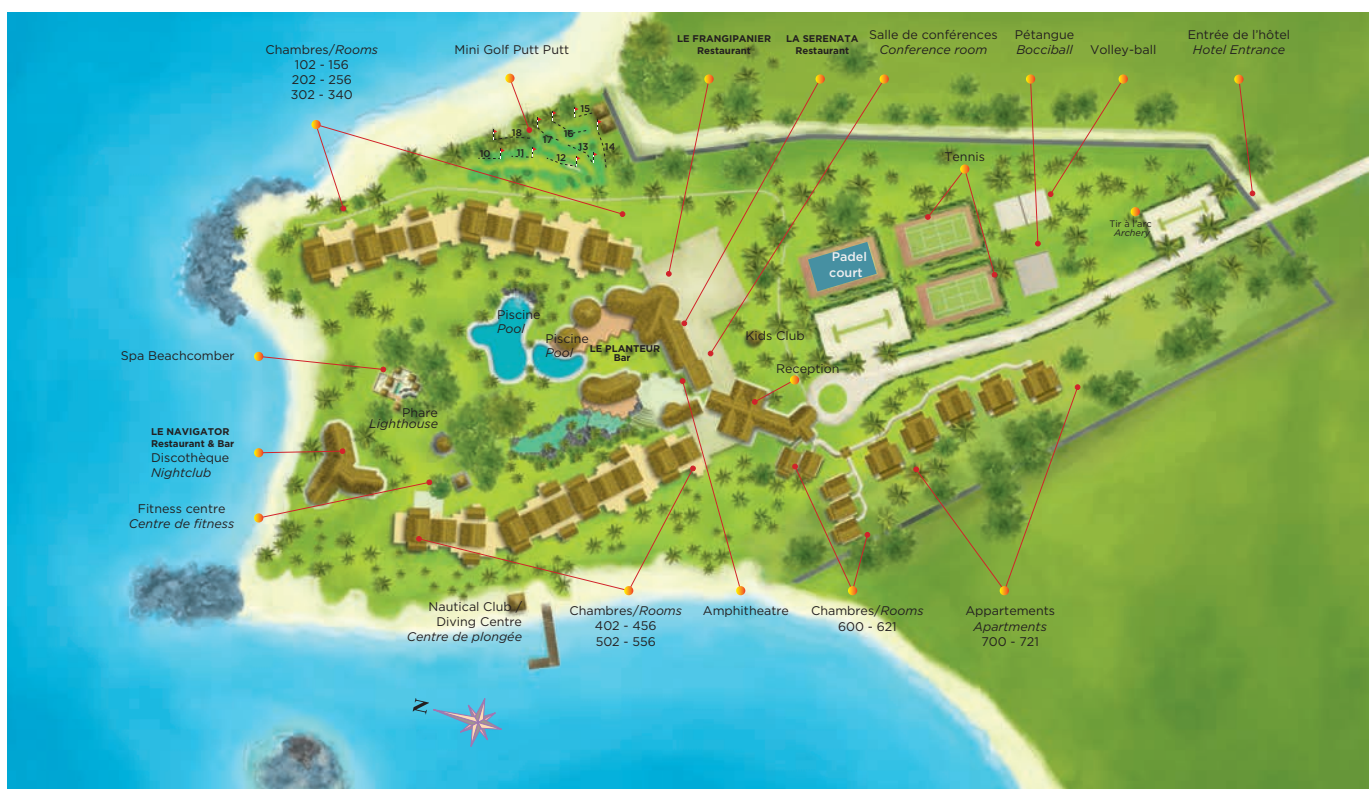 Chambres/Rooms
102 - 156
202 - 256
302 - 340
Mini Golf Putt Putt
LE FRANGIPANIER
Restaurant
LA SERENATA
Restaurant
Salle de conférences
Conference room
Pétangue
Bocciball
Volley-ball
Entrée de l'hôtel
Hotel Entrance
15
18
16
17
10
11
12
13
14
Tennis
Tir à l'arc
Archery
Padel
court
Piscine
Pool
Piscine
Pool
LE PLANTEUR
Bar
Kids Club
Reception
Spa Beachcomber
Phare
Lighthouse
LE NAVIGATOR
Restaurant & Bar
Discothèque
Nightclub
Fitness centre
Centre de fitness
Nautical Club /
Diving Centre
Centre de plongée
Chambres/Rooms
402 - 456
502 - 556
Amphitheatre
Chambres/Rooms
600 - 621
Appartements
Apartments
700 - 721
N